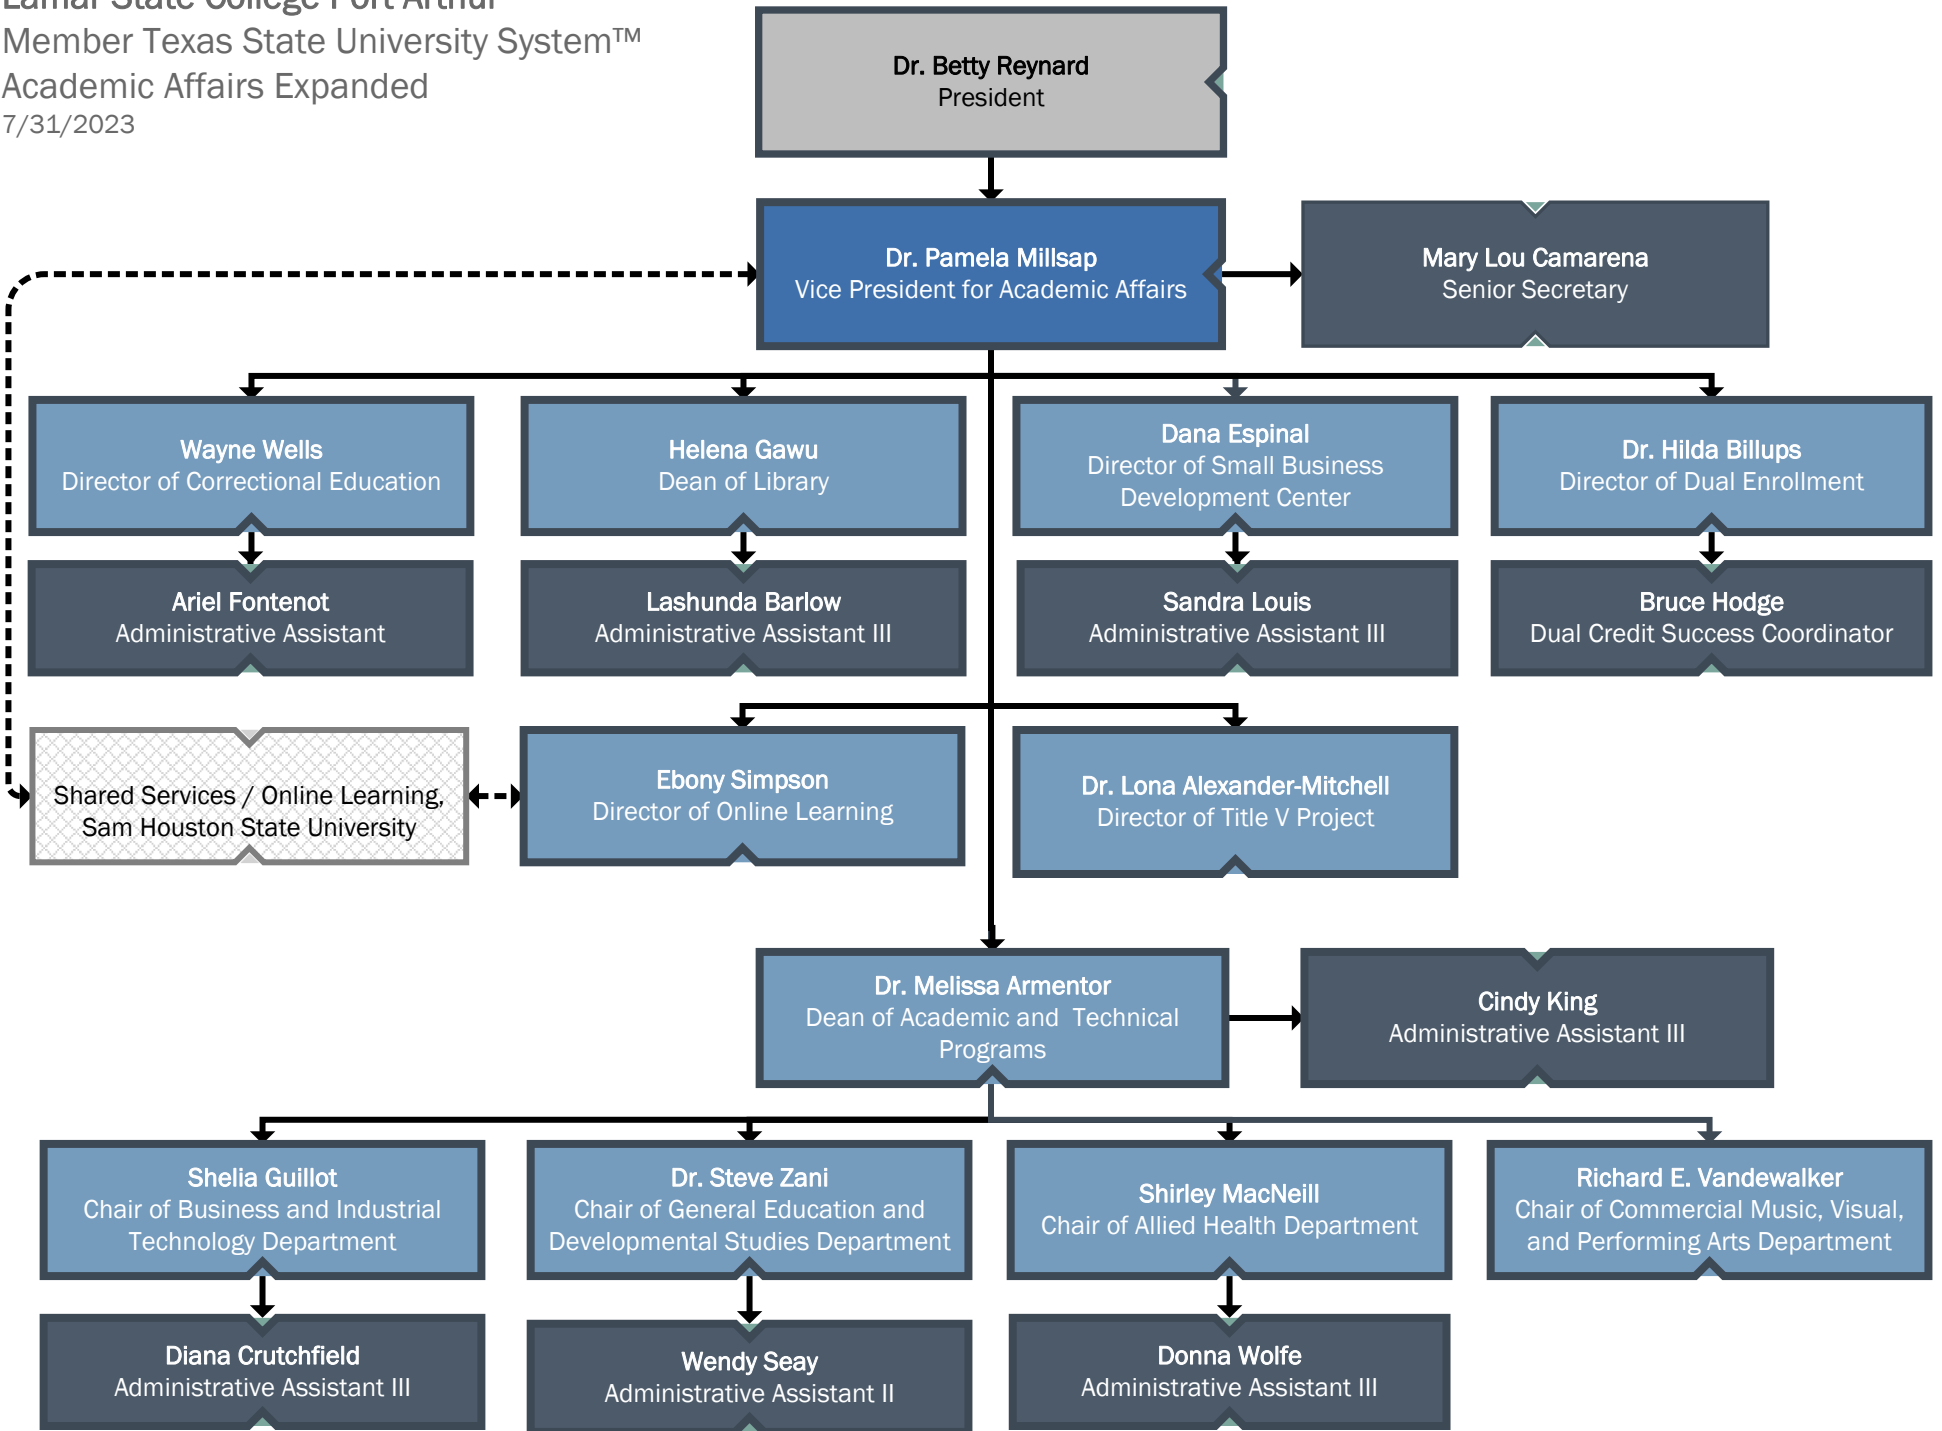 Lamar State College Port Arthur
Member Texas State University System™
Academic Affairs Expanded
7/31/2023
Dr. Betty Reynard
President
Dr. Pamela Millsap
Vice President for Academic Affairs
Mary Lou Camarena
Senior Secretary
Wayne Wells
Director of Correctional Education
Helena Gawu
Dean of Library
Dana Espinal
Director of Small Business
Development Center
Dr. Hilda Billups
Director of Dual Enrollment
Ariel Fontenot
Administrative Assistant
Lashunda Barlow
Administrative Assistant III
Sandra Louis
Administrative Assistant III
Bruce Hodge
Dual Credit Success Coordinator
Shared Services / Online Learning,
Sam Houston State University
Ebony Simpson
Director of Online Learning
Dr. Lona Alexander-Mitchell
Director of Title V Project
Dr. Melissa Armentor
Dean of Academic and  Technical
Programs
Cindy King
Administrative Assistant III
Shelia Guillot
Chair of Business and Industrial
Technology Department
Dr. Steve Zani
Chair of General Education and
Developmental Studies Department
Shirley MacNeill
Chair of Allied Health Department
Richard E. Vandewalker
Chair of Commercial Music, Visual,
and Performing Arts Department
Diana Crutchfield
Administrative Assistant III
Wendy Seay
Administrative Assistant II
Donna Wolfe
Administrative Assistant III